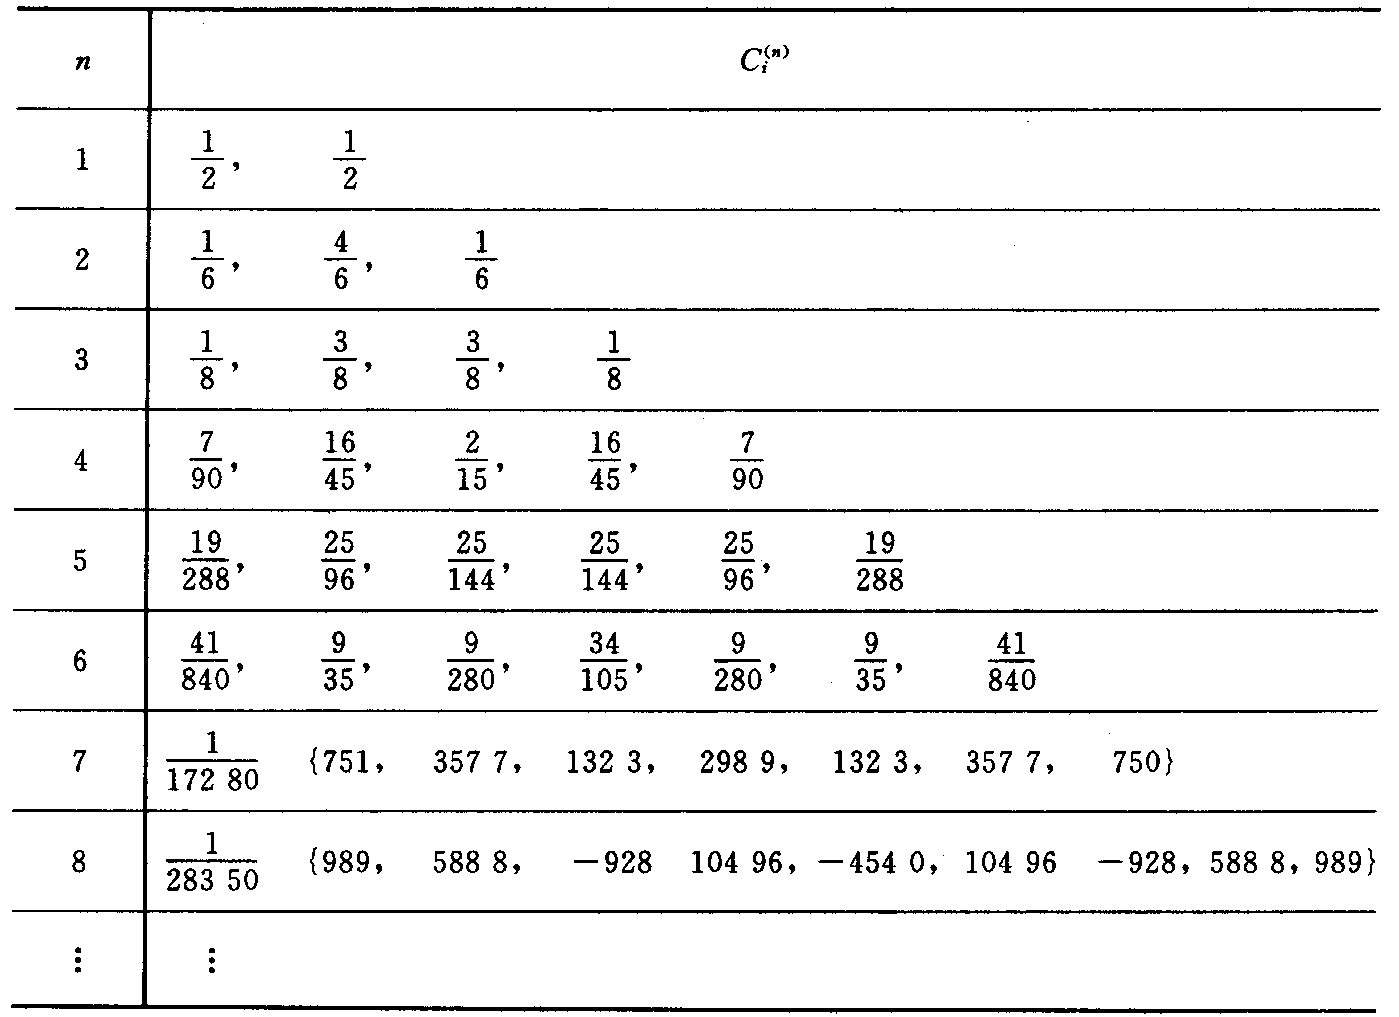 n C_i^{(n)}
1 1/2, 1/2
2 1/6, 4/6, 1/6
3 1/8, 3/8, 3/8, 1/8
4 7/90, 16/45, 2/15, 16/45, 7/90
5 19/288, 25/96, 25/144, 25/144, 25/96, 19/288
6 41/840, 9/35, 9/280, 34/105, 9/280, 9/35, 41/840
7 1/172 80 {751, 357 7, 132 3, 298 9, 132 3, 357 7, 750}
8 1/283 50 {989, 588 8, −928 104 96, −454 0, 104 96 −928, 588 8, 989}
⋮ ⋮